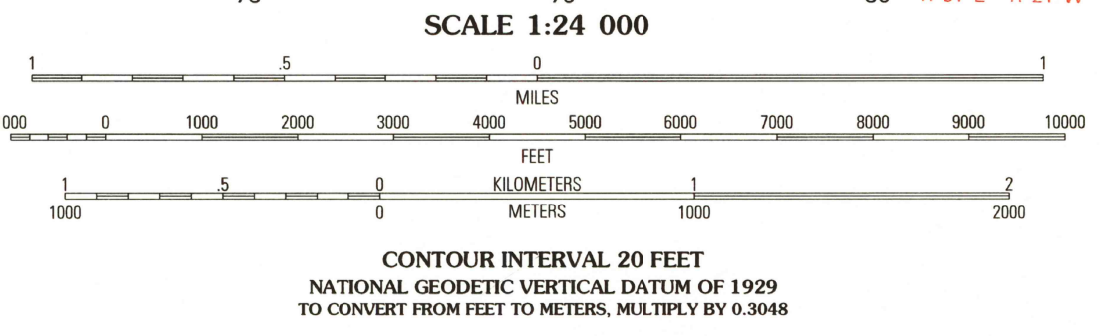 SCALE 1:24 000
1 .5 0 1
MILES
000 0 1000 2000 3000 4000 5000 6000 7000 8000 9000 10000
FEET
1 .5 0 KILOMETERS 1 2
1000 0 METERS 1000 2000
CONTOUR INTERVAL 20 FEET
NATIONAL GEODETIC VERTICAL DATUM OF 1929
TO CONVERT FROM FEET TO METERS, MULTIPLY BY 0.3048